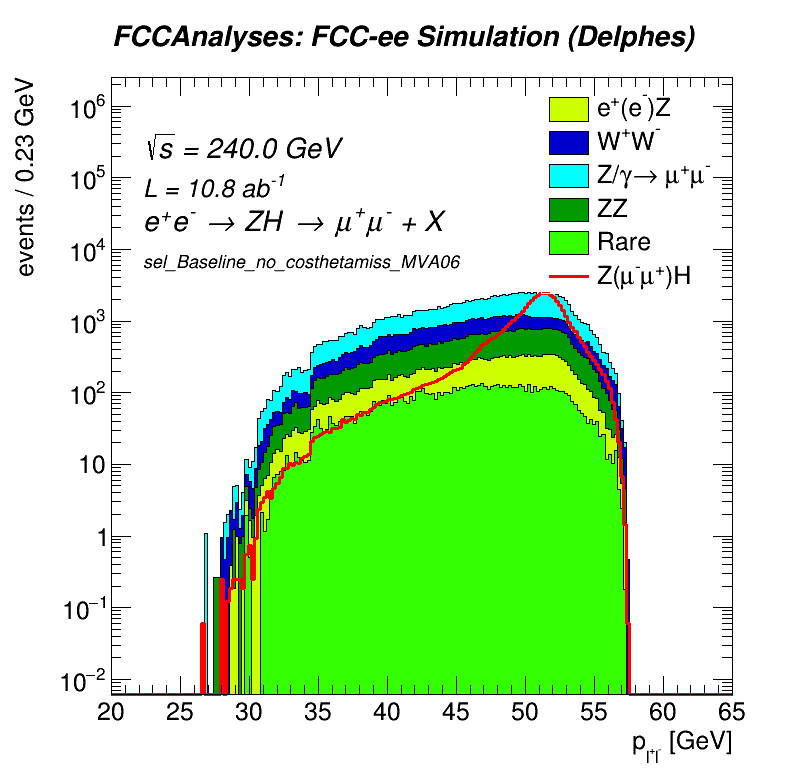 FCCAnalyses: FCC-ee Simulation (Delphes)
events / 0.23 GeV
10⁶
10⁵
10⁴
10³
10²
10
1
10⁻¹
10⁻²
√s = 240.0 GeV
L = 10.8 ab⁻¹
e⁺e⁻ → ZH → μ⁺μ⁻ + X
sel_Baseline_no_costhetamiss_MVA06
e⁺(e⁻)Z
W⁺W⁻
Z/γ→ μ⁺μ⁻
ZZ
Rare
Z(μ⁻μ⁺)H
20 25 30 35 40 45 50 55 60 65
p_{l⁺l⁻} [GeV]